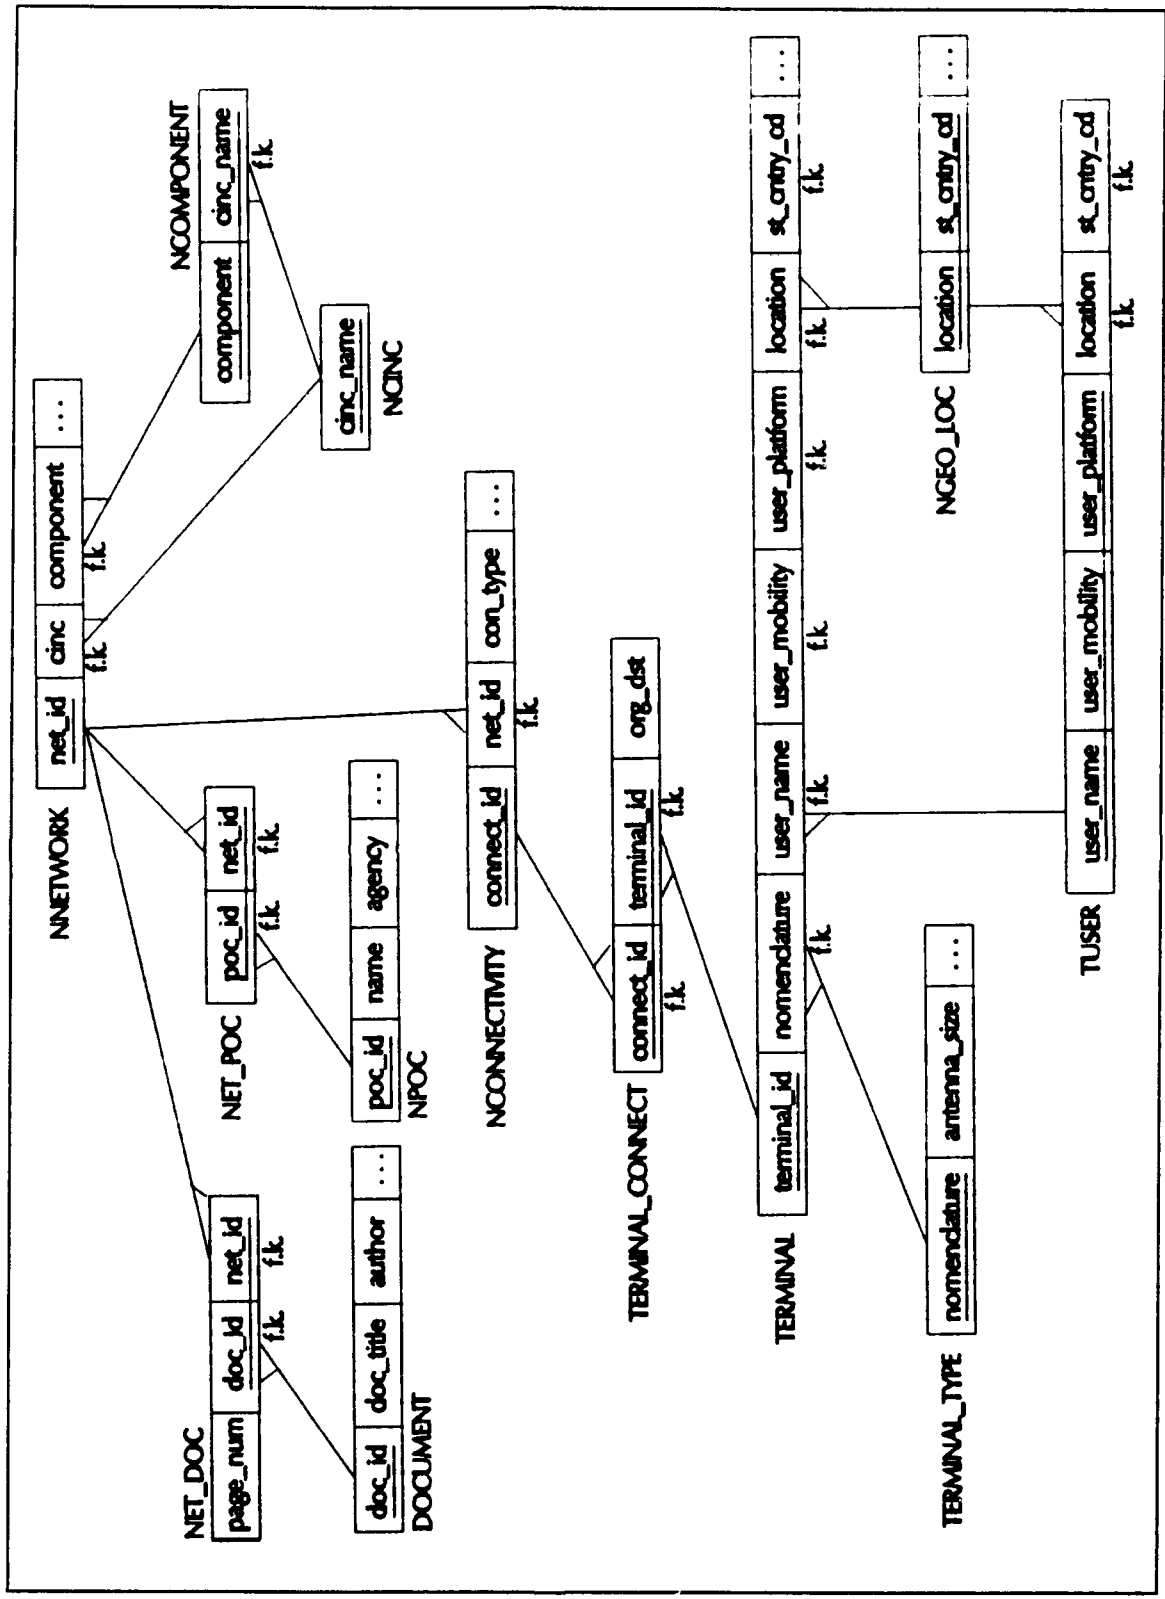 NNETWORK
net_id cinc component ...
f.k. f.k.
NCOMPONENT
component cinc_name
f.k.
NET_DOC
page_num doc_id net_id
f.k. f.k.
NET_POC
poc_id net_id
f.k. f.k.
cinc_name
NCINC
doc_id doc_title author ...
DOCUMENT
poc_id name agency ...
NPOC
NCONNECTIVITY
connect_id net_id con_type ...
f.k.
TERMINAL_CONNECT
connect_id terminal_id org_dst
f.k. f.k.
TERMINAL
terminal_id nomenclature user_name user_mobility user_platform location st_cntry_cd ...
f.k. f.k. f.k. f.k. f.k. f.k.
TERMINAL_TYPE
nomenclature antenna_size ...
NGEO_LOC
location st_cntry_cd ...
TUSER
user_name user_mobility user_platform location st_cntry_cd
f.k. f.k.